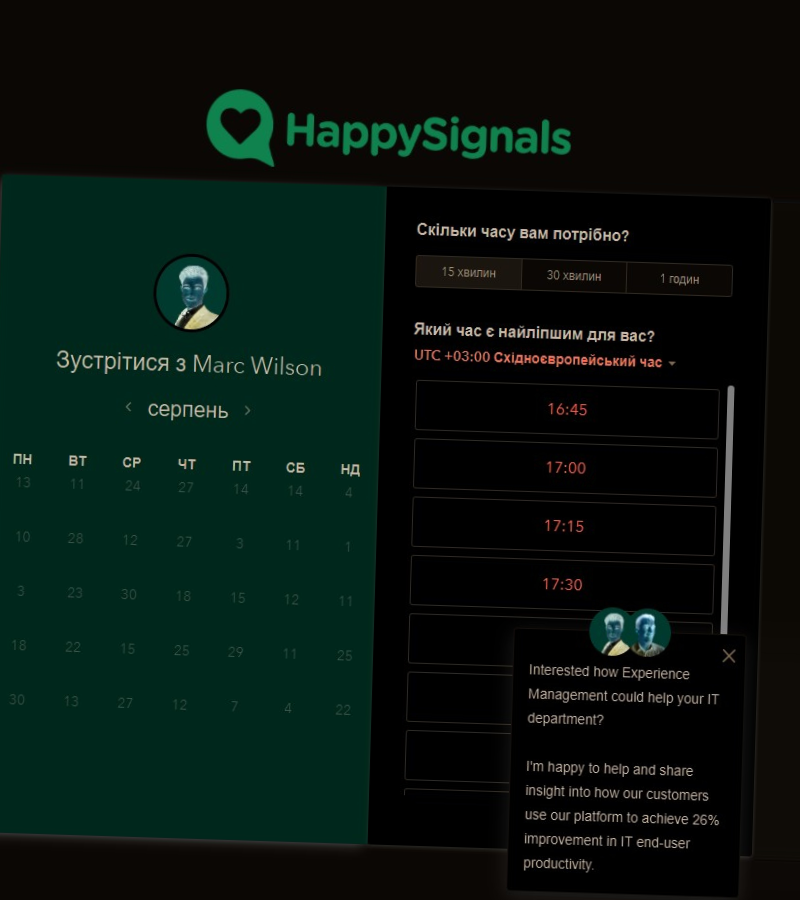 HappySignals
Зустрітися з Marc Wilson
серпень
ПН ВТ СР ЧТ ПТ СБ НД
13 11 24 27 14 14 4
10 28 12 27 3 11 1
3 23 30 18 15 12 11
18 22 15 25 29 11 25
30 13 27 12 7 4 22
Скільки часу вам потрібно?
15 хвилин 30 хвилин 1 годин
Який час є найліпшим для вас?
UTC +03:00 Східноєвропейський час
16:45
17:00
17:15
17:30
Interested how Experience
Management could help your IT
department?
I'm happy to help and share
insight into how our customers
use our platform to achieve 26%
improvement in IT end-user
productivity.